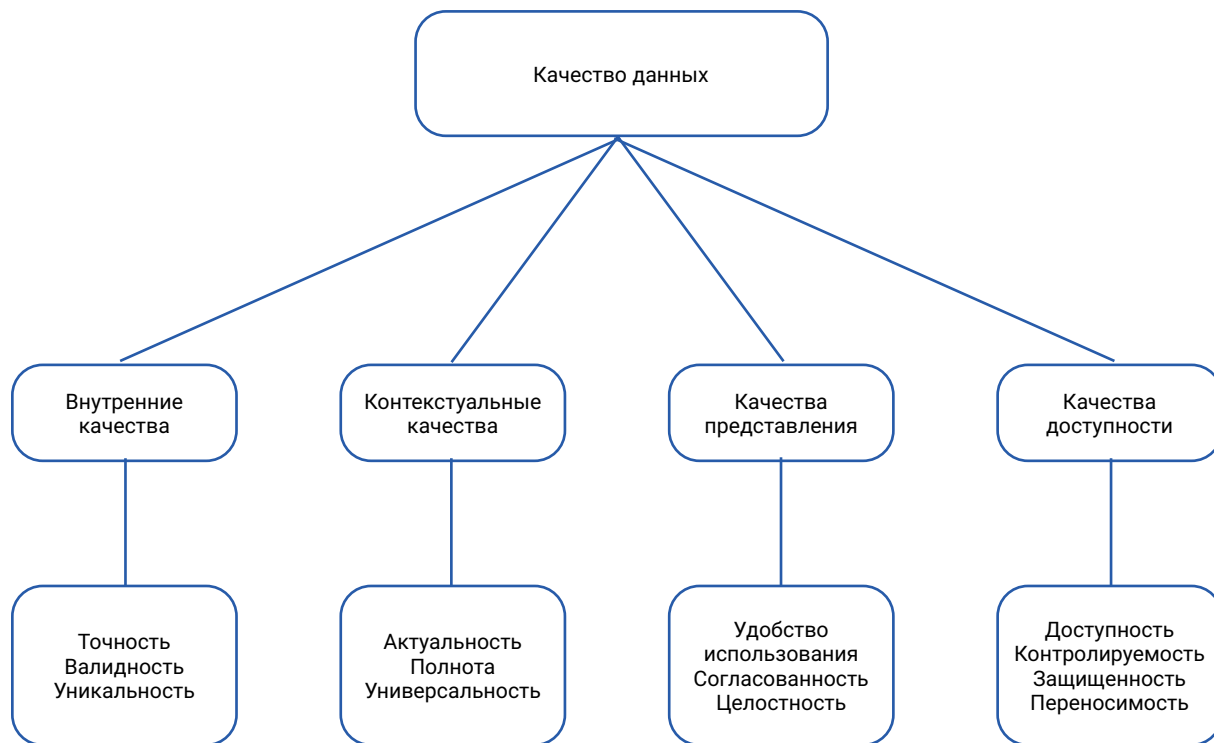 Качество данных
Внутренние
качества
Контекстуальные
качества
Качества
представления
Качества
доступности
Точность
Валидность
Уникальность
Актуальность
Полнота
Универсальность
Удобство
использования
Согласованность
Целостность
Доступность
Контролируемость
Защищенность
Переносимость